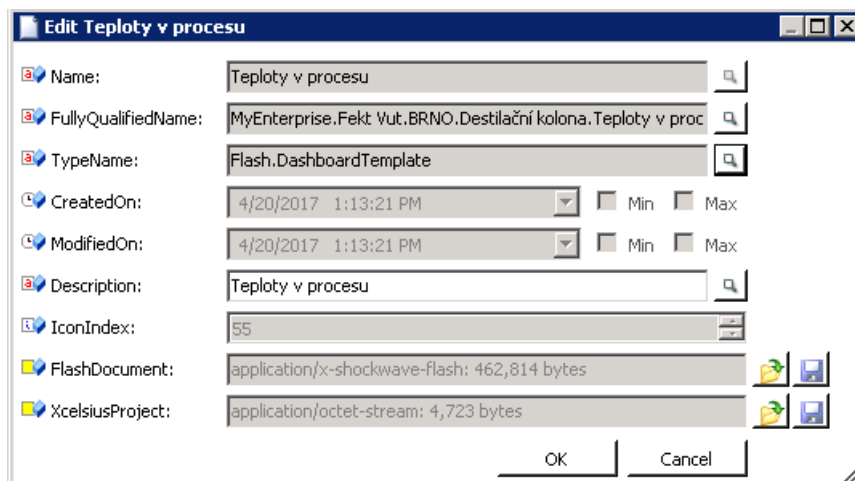 Edit Teploty v procesu
Name: Teploty v procesu
FullyQualifiedName: MyEnterprise.Fekt Vut.BRNO.Destilační kolona.Teploty v proc
TypeName: Flash.DashboardTemplate
CreatedOn: 4/20/2017 1:13:21 PM Min Max
ModifiedOn: 4/20/2017 1:13:21 PM Min Max
Description: Teploty v procesu
IconIndex: 55
FlashDocument: application/x-shockwave-flash: 462,814 bytes
XcelsiusProject: application/octet-stream: 4,723 bytes
OK Cancel